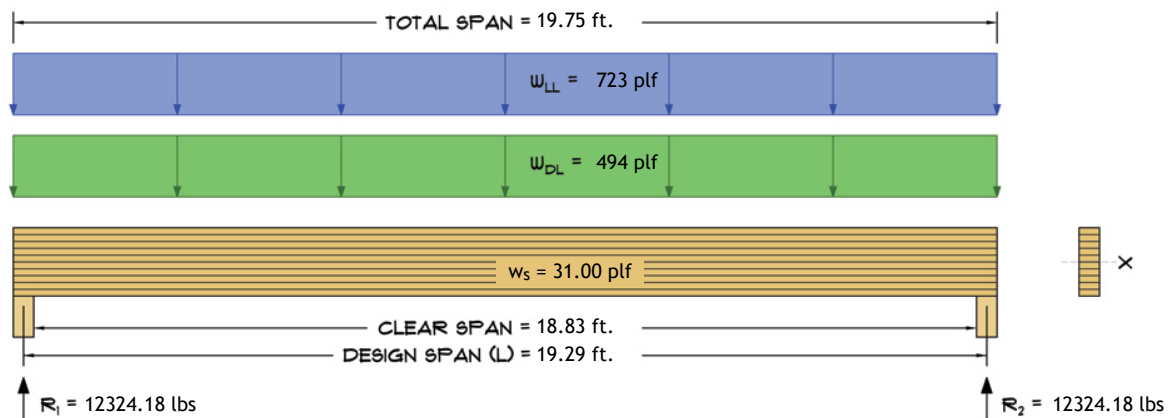 TOTAL SPAN = 19.75 ft.
WLL = 723 plf
WDL = 494 plf
ws = 31.00 plf
X
CLEAR SPAN = 18.83 ft.
DESIGN SPAN (L) = 19.29 ft.
R1 = 12324.18 lbs
R2 = 12324.18 lbs